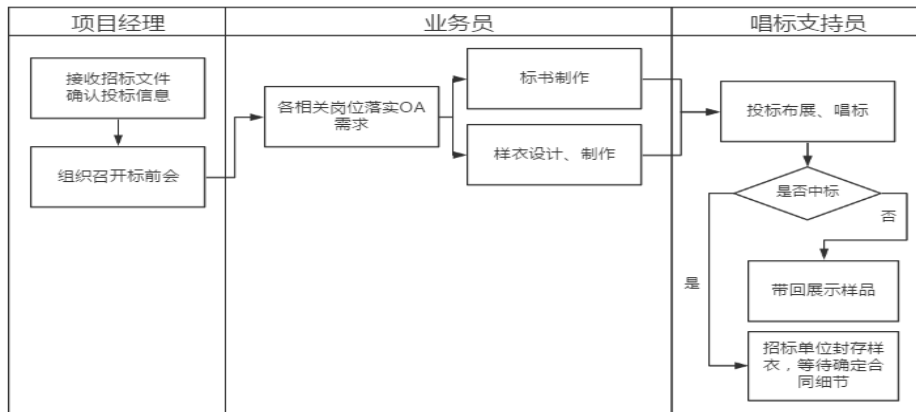 项目经理
业务员
唱标支持员
接收招标文件
确认投标信息
组织召开标前会
各相关岗位落实OA
需求
标书制作
样衣设计、制作
投标布展、唱标
是否中标
否
是
带回展示样品
招标单位封存样
衣，等待确定合
同细节